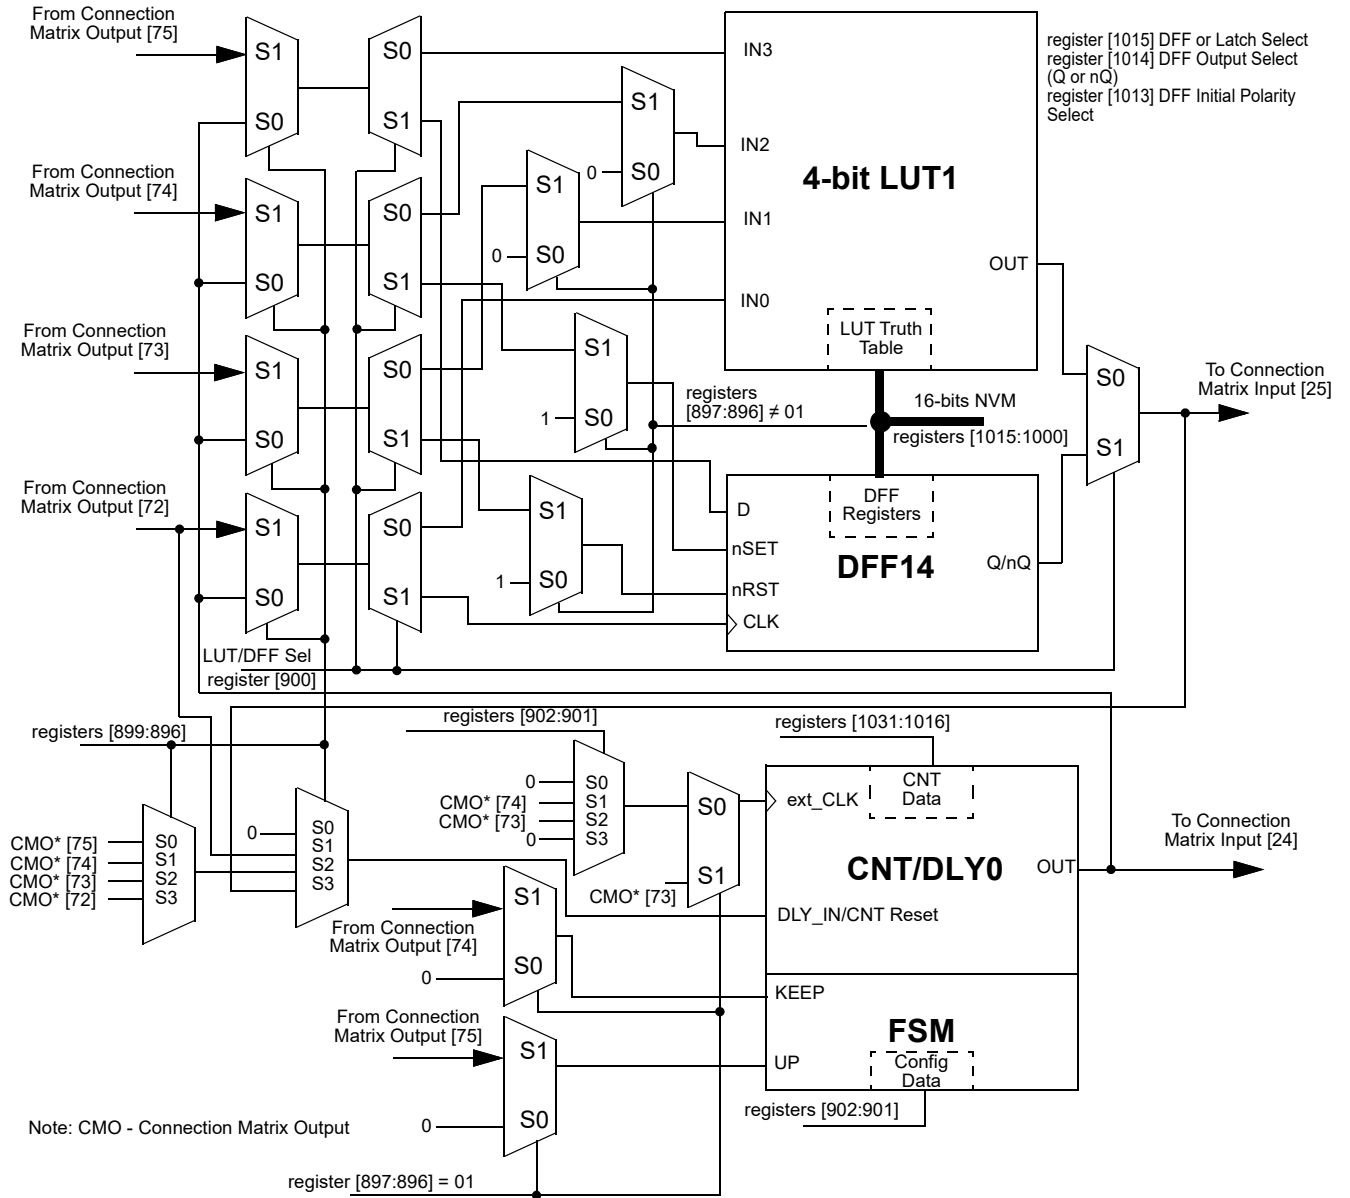 From Connection
Matrix Output [75]
S1
S0
S0
S1
IN3
register [1015] DFF or Latch Select
register [1014] DFF Output Select
(Q or nQ)
register [1013] DFF Initial Polarity
Select
S1
0
S0
IN2
4-bit LUT1
From Connection
Matrix Output [74]
S1
S0
S0
S1
S1
0
S0
IN1
OUT
IN0
LUT Truth
Table
From Connection
Matrix Output [73]
S1
S0
S0
S1
S1
1
S0
registers
[897:896] ≠ 01
16-bits NVM
registers [1015:1000]
S0
S1
To Connection
Matrix Input [25]
From Connection
Matrix Output [72]
S1
S0
S0
S1
S1
1
S0
D
nSET
nRST
CLK
DFF
Registers
DFF14
Q/nQ
LUT/DFF Sel
register [900]
registers [899:896]
registers [902:901]
registers [1031:1016]
CMO* [75]
CMO* [74]
CMO* [73]
CMO* [72]
S0
S1
S2
S3
0
S0
S1
S2
S3
0
CMO* [74]
CMO* [73]
0
S0
S1
S2
S3
S0
S1
CMO* [73]
ext_CLK
CNT
Data
CNT/DLY0
OUT
DLY_IN/CNT Reset
To Connection
Matrix Input [24]
From Connection
Matrix Output [74]
0
S1
S0
KEEP
FSM
From Connection
Matrix Output [75]
0
S1
S0
UP
Config
Data
registers [902:901]
Note: CMO - Connection Matrix Output
register [897:896] = 01